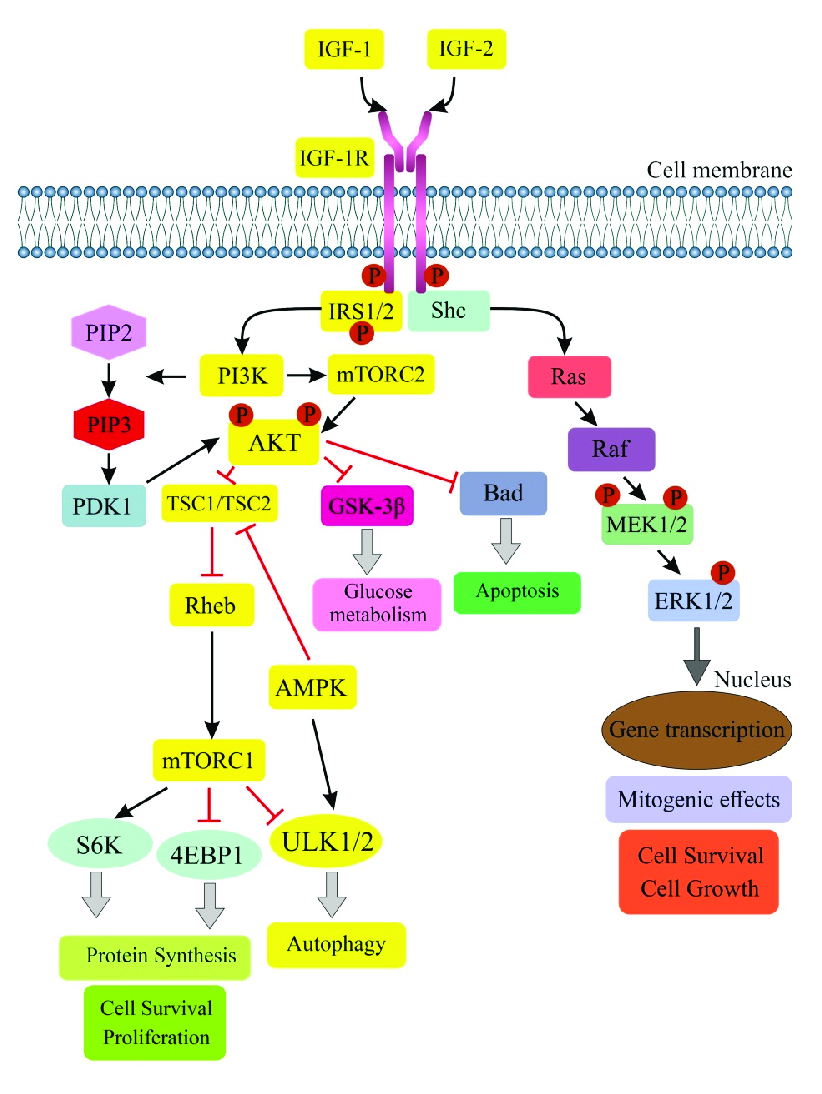 IGF-1
IGF-2
IGF-1R
Cell membrane
P
P
IRS1/2
Shc
P
PIP2
PI3K
mTORC2
Ras
PIP3
P
P
AKT
Raf
PDK1
TSC1/TSC2
GSK-3β
Bad
P
P
MEK1/2
Glucose
metabolism
Apoptosis
P
ERK1/2
Rheb
AMPK
Nucleus
Gene transcription
mTORC1
Mitogenic effects
S6K
4EBP1
ULK1/2
Cell Survival
Cell Growth
Protein Synthesis
Autophagy
Cell Survival
Proliferation